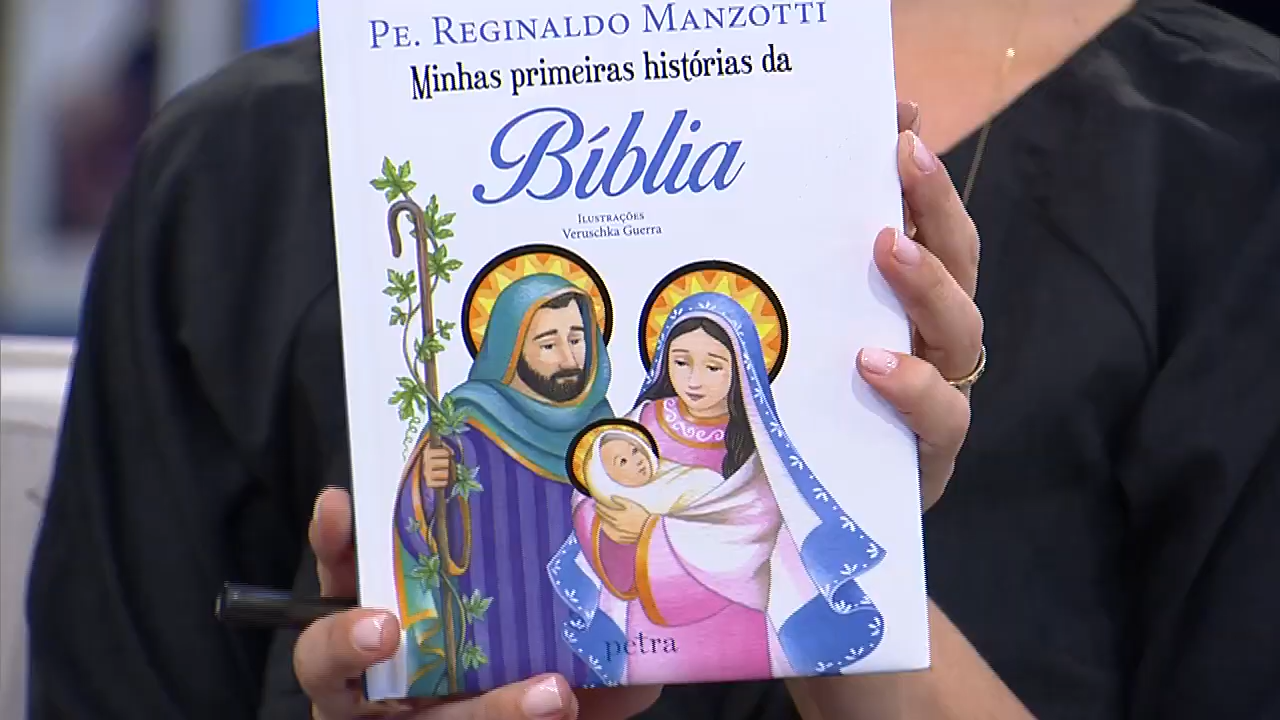 Pe. Reginaldo Manzotti
Minhas primeiras histórias da
Bíblia
Ilustrações
Veruschka Guerra
petra